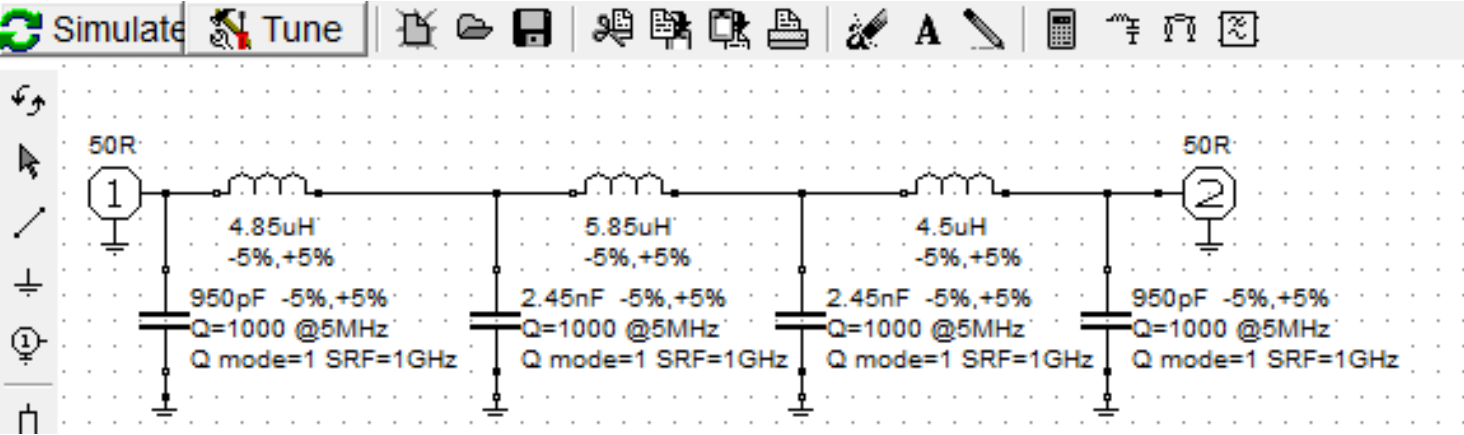 Simulate Tune A
50R 50R
1 2
4.85uH 5.85uH 4.5uH
-5%,+5% -5%,+5% -5%,+5%
950pF -5%,+5% 2.45nF -5%,+5% 2.45nF -5%,+5% 950pF -5%,+5%
Q=1000 @5MHz Q=1000 @5MHz Q=1000 @5MHz Q=1000 @5MHz
Q mode=1 SRF=1GHz Q mode=1 SRF=1GHz Q mode=1 SRF=1GHz Q mode=1 SRF=1GHz
1